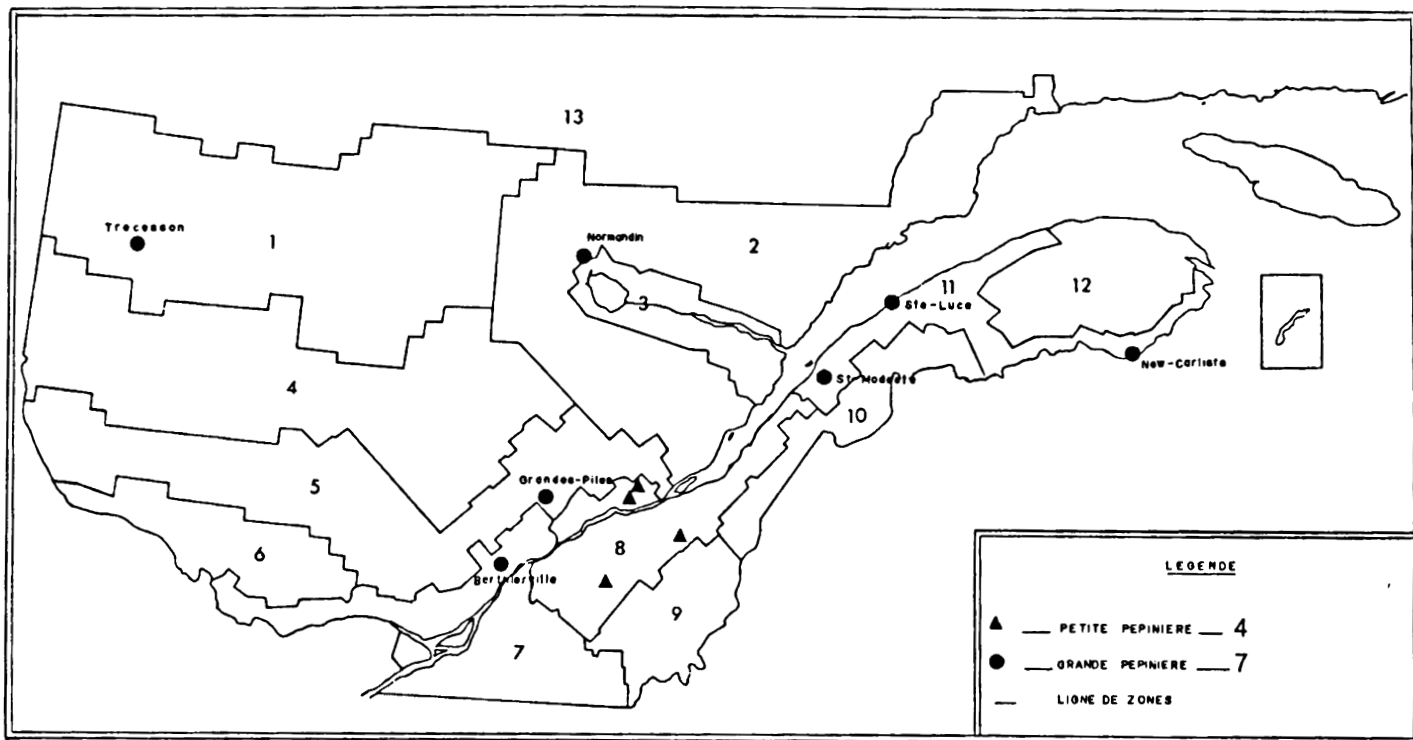 13
Trecesson
1
Normandin
2
3
11
12
Ste-Luce
New-Carlisle
St-Modeste
10
4
5
Grandes-Piles
6
8
Berthierville
9
7
LEGENDE
▲ — PETITE PEPINIERE — 4
● — GRANDE PEPINIERE — 7
— LIGNE DE ZONES